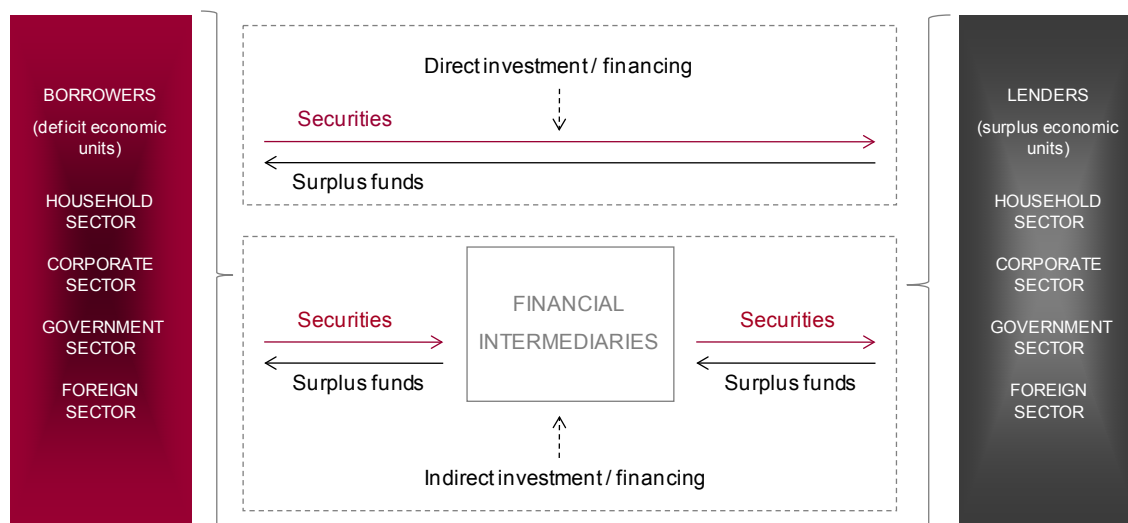 BORROWERS
(deficit economic
units)
HOUSEHOLD
SECTOR
CORPORATE
SECTOR
GOVERNMENT
SECTOR
FOREIGN
SECTOR
Direct investment / financing
Securities
Surplus funds
FINANCIAL
INTERMEDIARIES
Securities
Surplus funds
Securities
Surplus funds
Indirect investment / financing
LENDERS
(surplus economic
units)
HOUSEHOLD
SECTOR
CORPORATE
SECTOR
GOVERNMENT
SECTOR
FOREIGN
SECTOR